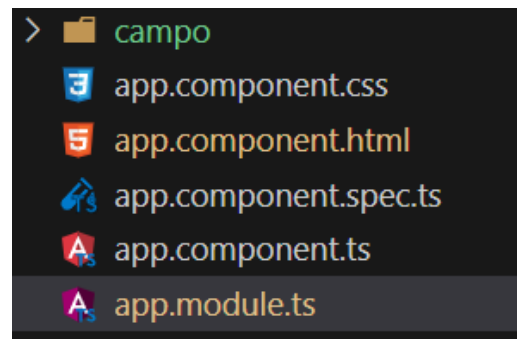 campo
app.component.css
app.component.html
app.component.spec.ts
app.component.ts
app.module.ts